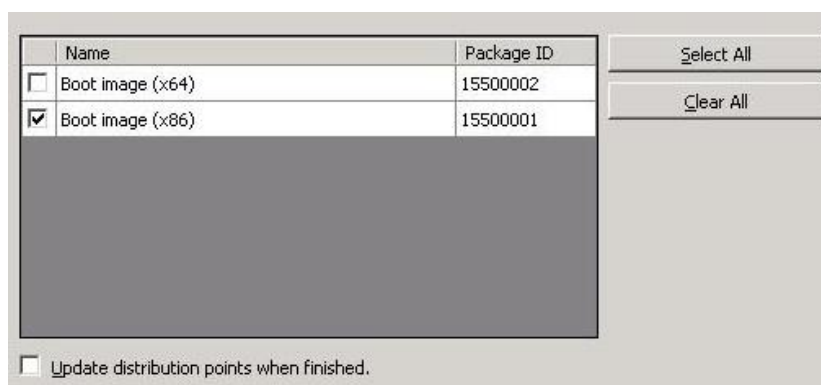 Name Package ID Select All
Boot image (x64) 15500002
Clear All
Boot image (x86) 15500001
Update distribution points when finished.